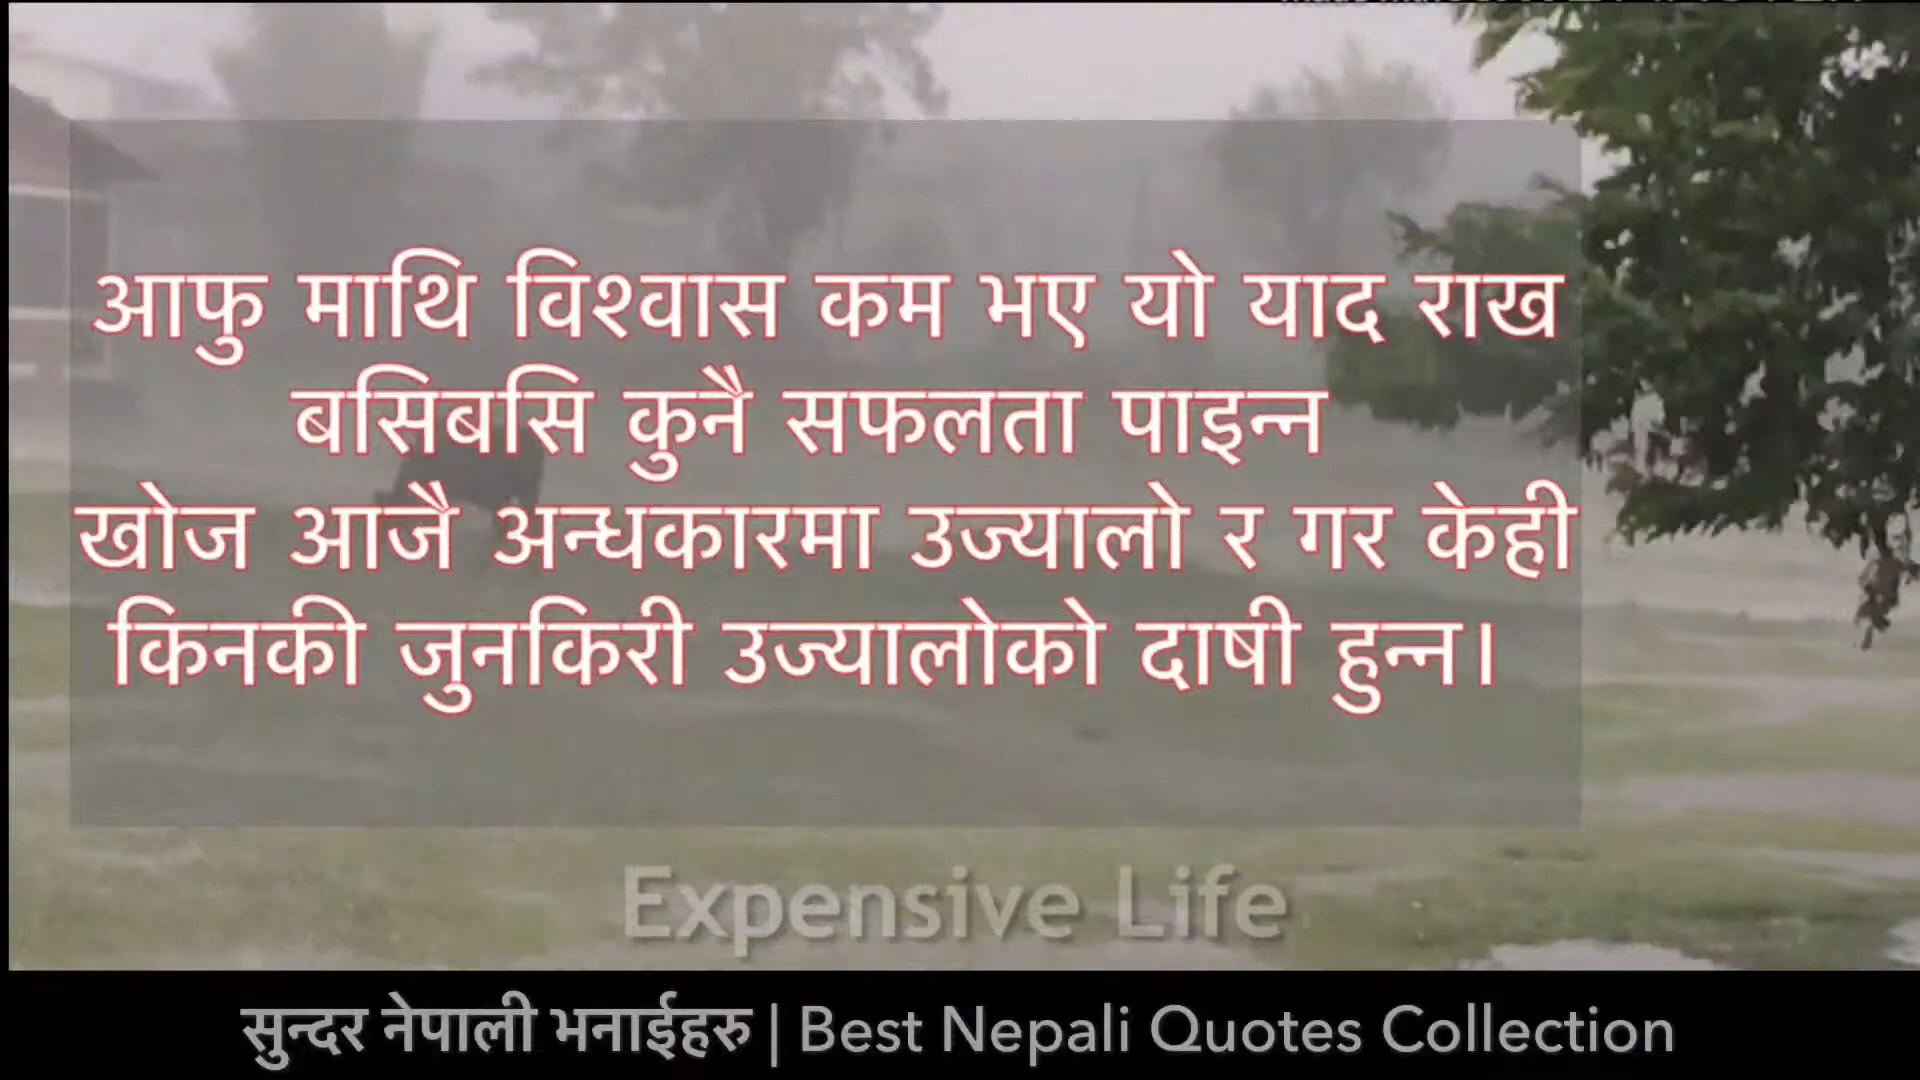 आफु माथि विश्वास कम भए यो याद राख
बसिबसि कुनै सफलता पाइन्न
खोज आजै अन्धकारमा उज्यालो र गर केही
किनकी जुनकिरी उज्यालोको दाषी हुन्न।
Expensive Life
सुन्दर नेपाली भनाईहरु | Best Nepali Quotes Collection